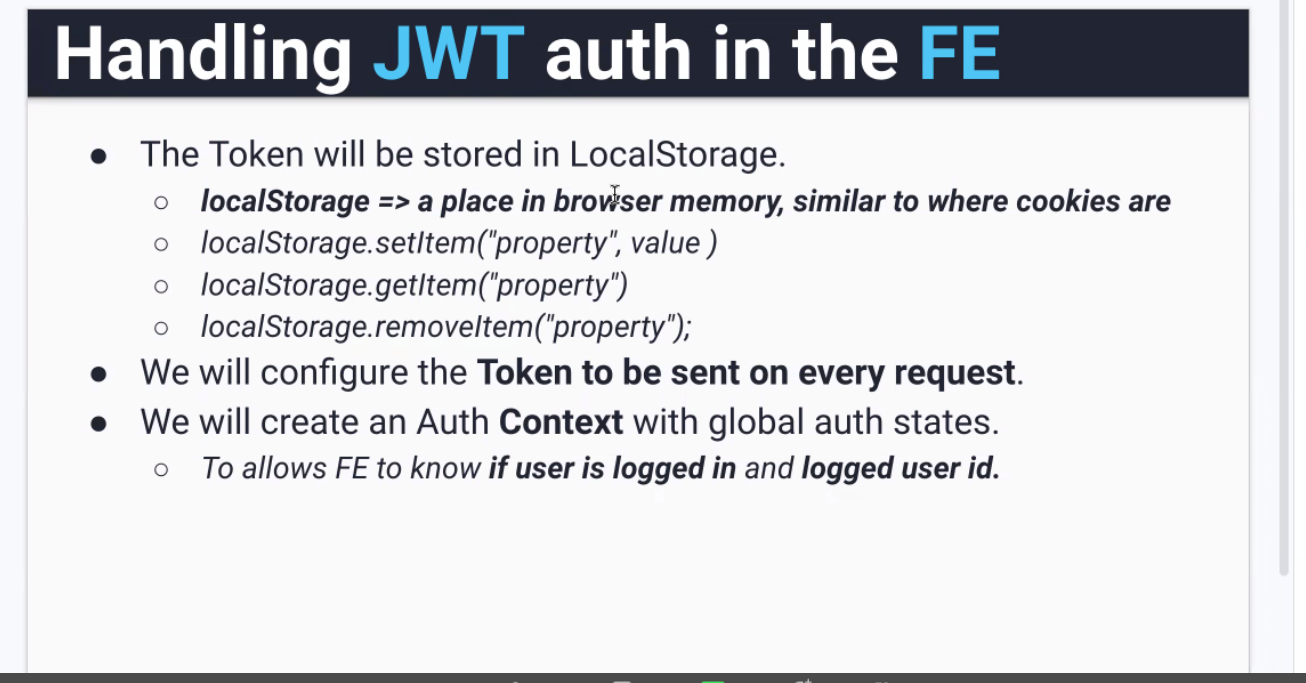 Handling JWT auth in the FE
● The Token will be stored in LocalStorage.
○ localStorage => a place in browser memory, similar to where cookies are
○ localStorage.setItem("property", value )
○ localStorage.getItem("property")
○ localStorage.removeItem("property");
● We will configure the Token to be sent on every request.
● We will create an Auth Context with global auth states.
○ To allows FE to know if user is logged in and logged user id.